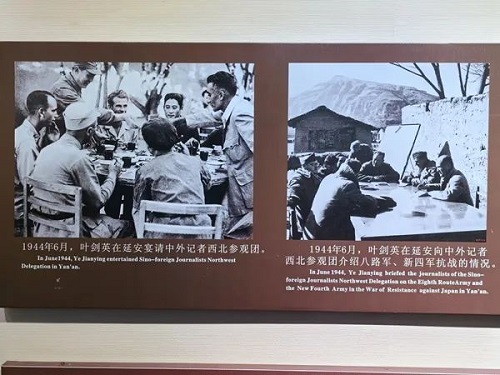 1944年6月，叶剑英在延安宴请中外记者西北参观团。
In June1944, Ye Jianying entertained Sino-foreign Journalists Northwest
Delegation in Yan'an.
1944年6月，叶剑英在延安向中外记者
西北参观团介绍八路军、新四军抗战的情况。
In June 1944, Ye Jianying briefed the journalists of the Sino-
foreign Journalists Northwest Delegation on the Eighth RouteArmy and
the New Fourth Army in the War of Resistance against Japan in Yan'an.